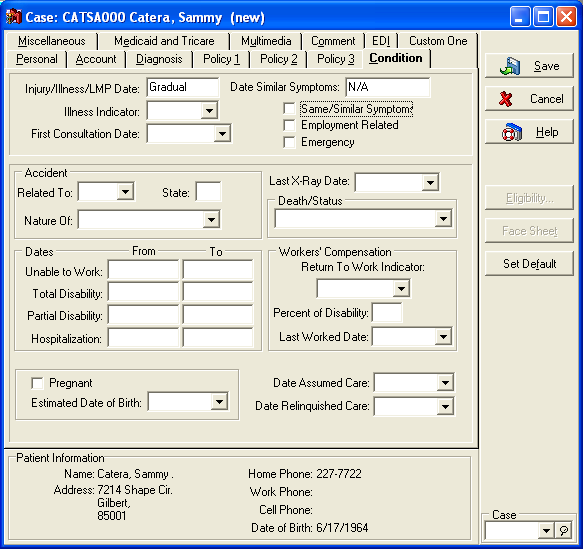 Case: CATSA000 Catera, Sammy (new)
Miscellaneous Medicaid and Tricare Multimedia Comment EDI Custom One
Personal Account Diagnosis Policy 1 Policy 2 Policy 3 Condition
Injury/Illness/LMP Date: Gradual Date Similar Symptoms: N/A
Illness Indicator: Same/Similar Symptoms
First Consultation Date: Employment Related
Emergency
Accident
Related To: State: Last X-Ray Date:
Nature Of: Death/Status
Dates From To
Unable to Work:
Total Disability:
Partial Disability:
Hospitalization:
Workers' Compensation
Return To Work Indicator:
Percent of Disability:
Last Worked Date:
Pregnant
Estimated Date of Birth:
Date Assumed Care:
Date Relinquished Care:
Patient Information
Name: Catera, Sammy .
Address: 7214 Shape Cir.
Gilbert,
85001
Home Phone: 227-7722
Work Phone:
Cell Phone:
Date of Birth: 6/17/1964
Save
Cancel
Help
Eligibility...
Face Sheet
Set Default
Case